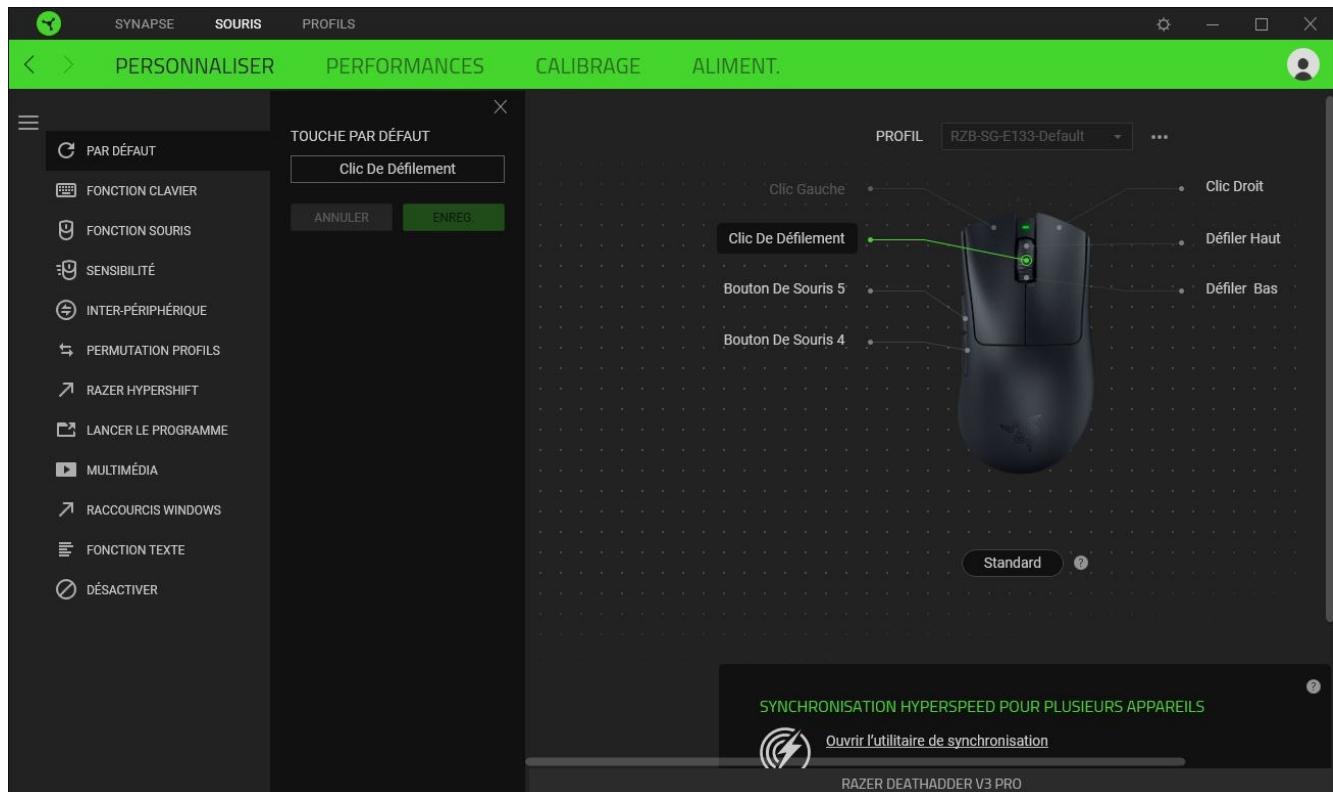 SYNAPSE SOURIS PROFILS
PERSONNALISER PERFORMANCES CALIBRAGE ALIMENT.
PAR DÉFAUT
FONCTION CLAVIER
FONCTION SOURIS
SENSIBILITÉ
INTER-PÉRIPHÉRIQUE
PERMUTATION PROFILS
RAZER HYPERSHIFT
LANCER LE PROGRAMME
MULTIMÉDIA
RACCOURCIS WINDOWS
FONCTION TEXTE
DÉSACTIVER
TOUCHE PAR DÉFAUT
Clic De Défilement
ANNULER ENREG.
PROFIL RZB-SG-E133-Default
Clic Gauche
Clic De Défilement
Bouton De Souris 5
Bouton De Souris 4
Clic Droit
Défiler Haut
Défiler Bas
Standard ?
?
SYNCHRONISATION HYPERSPEED POUR PLUSIEURS APPAREILS
Ouvrir l'utilitaire de synchronisation
RAZER DEATHADDER V3 PRO